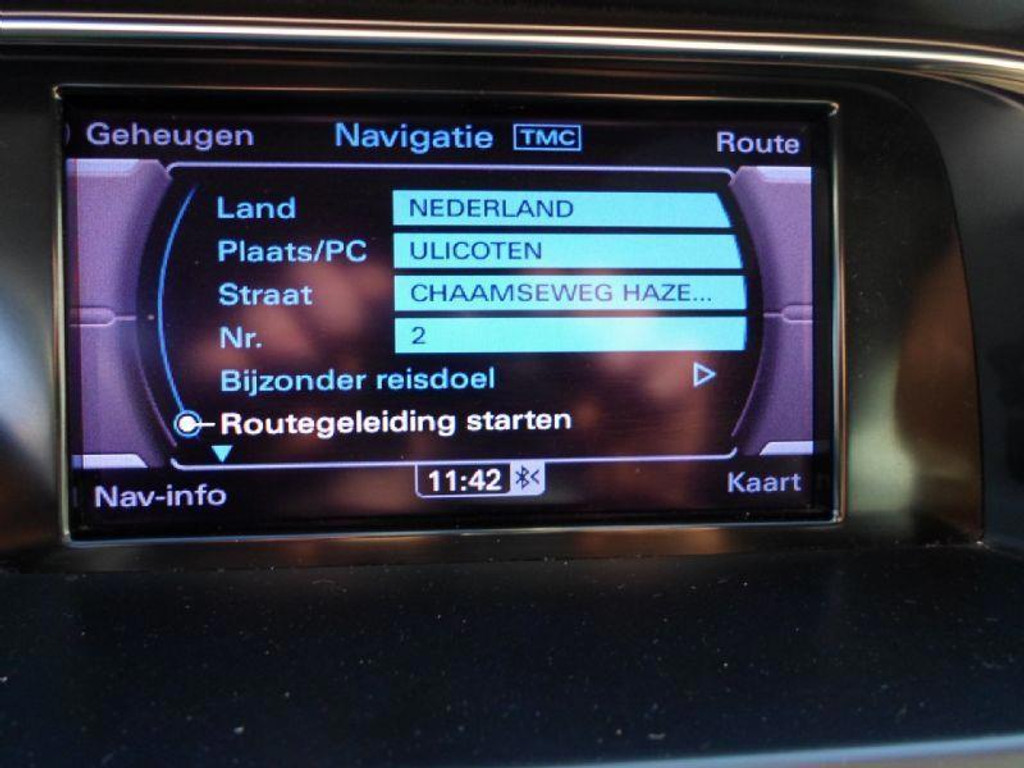 Geheugen Navigatie TMC Route
Land NEDERLAND
Plaats/PC ULICOTEN
Straat CHAAMSEWEG HAZE...
Nr. 2
Bijzonder reisdoel
Routegeleiding starten
Nav-info 11:42 Kaart